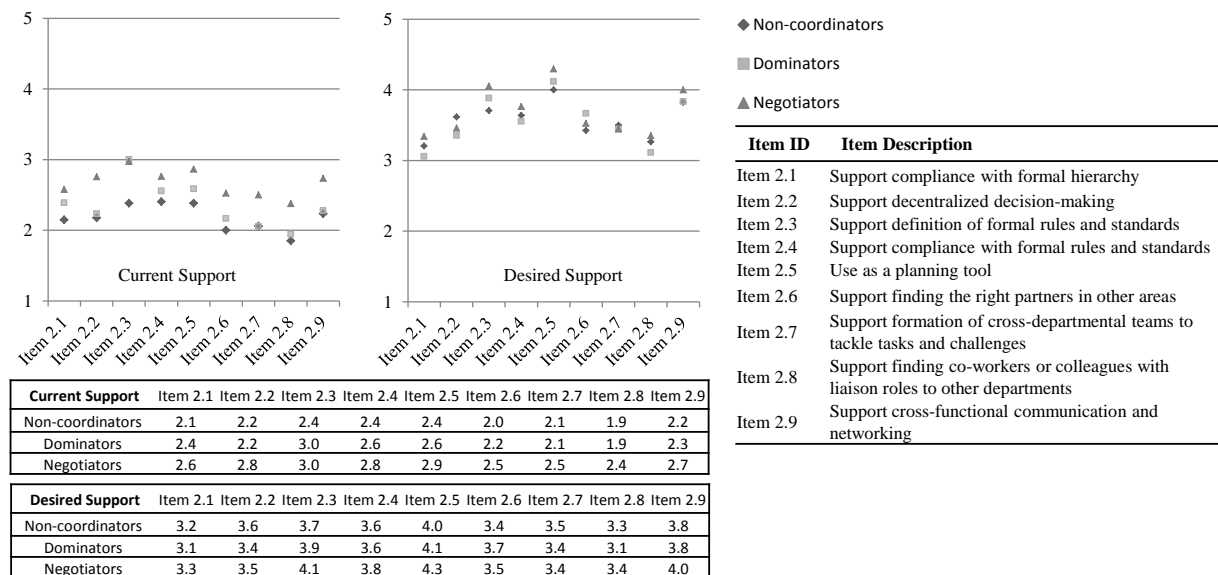 5
4
3
2
1
Current Support
Item 2.1
Item 2.2
Item 2.3
Item 2.4
Item 2.5
Item 2.6
Item 2.7
Item 2.8
Item 2.9
5
4
3
2
1
Desired Support
Item 2.1
Item 2.2
Item 2.3
Item 2.4
Item 2.5
Item 2.6
Item 2.7
Item 2.8
Item 2.9
Non-coordinators
Dominators
Negotiators
Item ID Item Description
Item 2.1 Support compliance with formal hierarchy
Item 2.2 Support decentralized decision-making
Item 2.3 Support definition of formal rules and standards
Item 2.4 Support compliance with formal rules and standards
Item 2.5 Use as a planning tool
Item 2.6 Support finding the right partners in other areas
Item 2.7 Support formation of cross-departmental teams to
tackle tasks and challenges
Item 2.8 Support finding co-workers or colleagues with
liaison roles to other departments
Item 2.9 Support cross-functional communication and
networking
Current Support Item 2.1 Item 2.2 Item 2.3 Item 2.4 Item 2.5 Item 2.6 Item 2.7 Item 2.8 Item 2.9
Non-coordinators 2.1 2.2 2.4 2.4 2.4 2.0 2.1 1.9 2.2
Dominators 2.4 2.2 3.0 2.6 2.6 2.2 2.1 1.9 2.3
Negotiators 2.6 2.8 3.0 2.8 2.9 2.5 2.5 2.4 2.7
Desired Support Item 2.1 Item 2.2 Item 2.3 Item 2.4 Item 2.5 Item 2.6 Item 2.7 Item 2.8 Item 2.9
Non-coordinators 3.2 3.6 3.7 3.6 4.0 3.4 3.5 3.3 3.8
Dominators 3.1 3.4 3.9 3.6 4.1 3.7 3.4 3.1 3.8
Negotiators 3.3 3.5 4.1 3.8 4.3 3.5 3.4 3.4 4.0